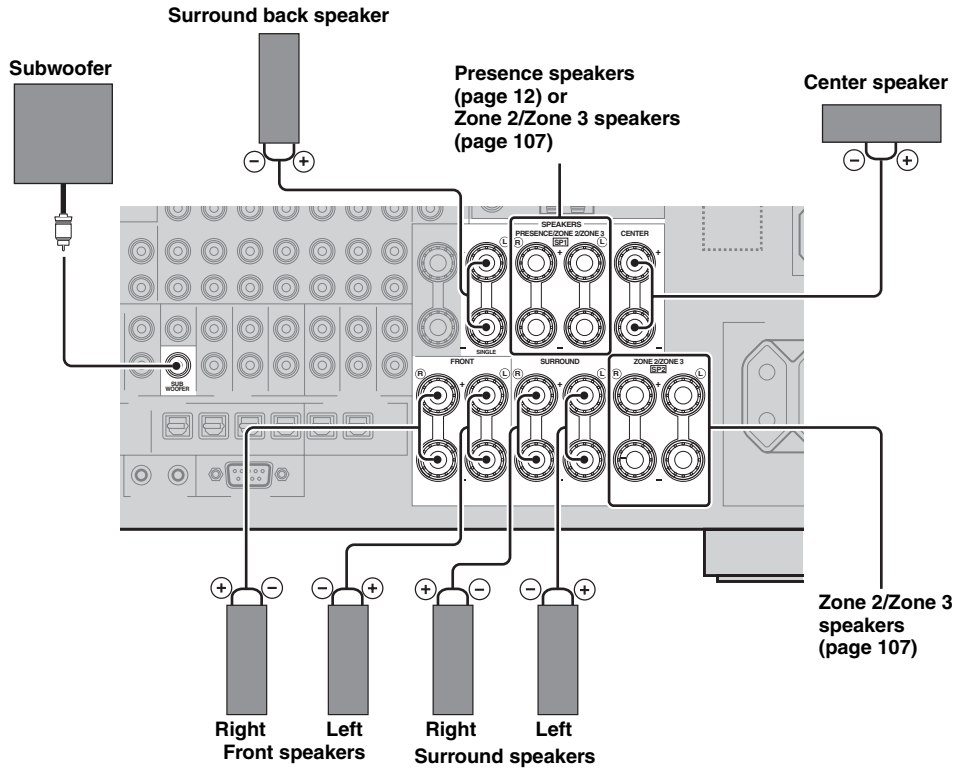 Surround back speaker
Subwoofer
Presence speakers
(page 12) or
Zone 2/Zone 3 speakers
(page 107)
Center speaker
− +
− +
SPEAKERS
PRESENCE/ZONE 2/ZONE 3
SP1
CENTER
L
R
L
+
+
-
-
-
SINGLE
SUB
WOOFER
FRONT
SURROUND
ZONE 2/ZONE 3
SP2
R
L
R
L
R
L
+
+
-
-
-
+ −
− +
+ −
− +
Zone 2/Zone 3
speakers
(page 107)
Right
Left
Right
Left
Front speakers
Surround speakers